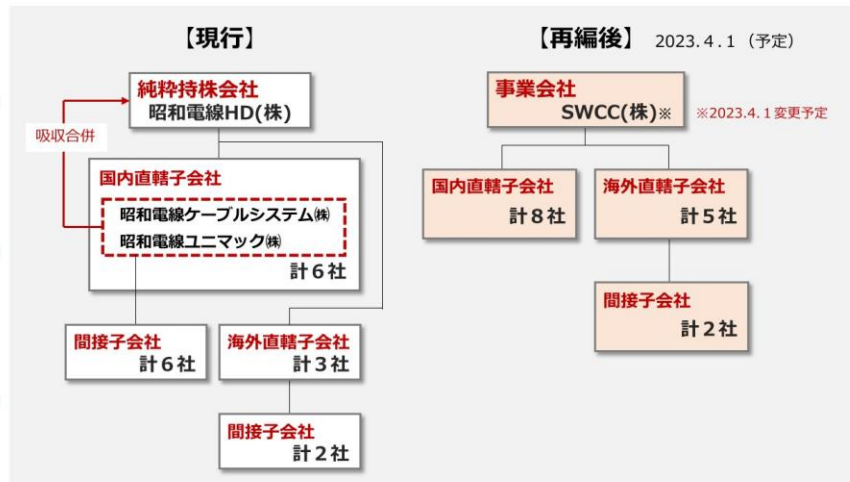 【現行】
純粋持株会社
昭和電線HD(株)
吸収合併
国内直轄子会社
昭和電線ケーブルシステム㈱
昭和電線ユニマック㈱
計6社
間接子会社
計6社
海外直轄子会社
計3社
間接子会社
計2社
【再編後】 2023.4.1（予定）
事業会社
SWCC(株)※
※2023.4.1変更予定
国内直轄子会社
計8社
海外直轄子会社
計5社
間接子会社
計2社